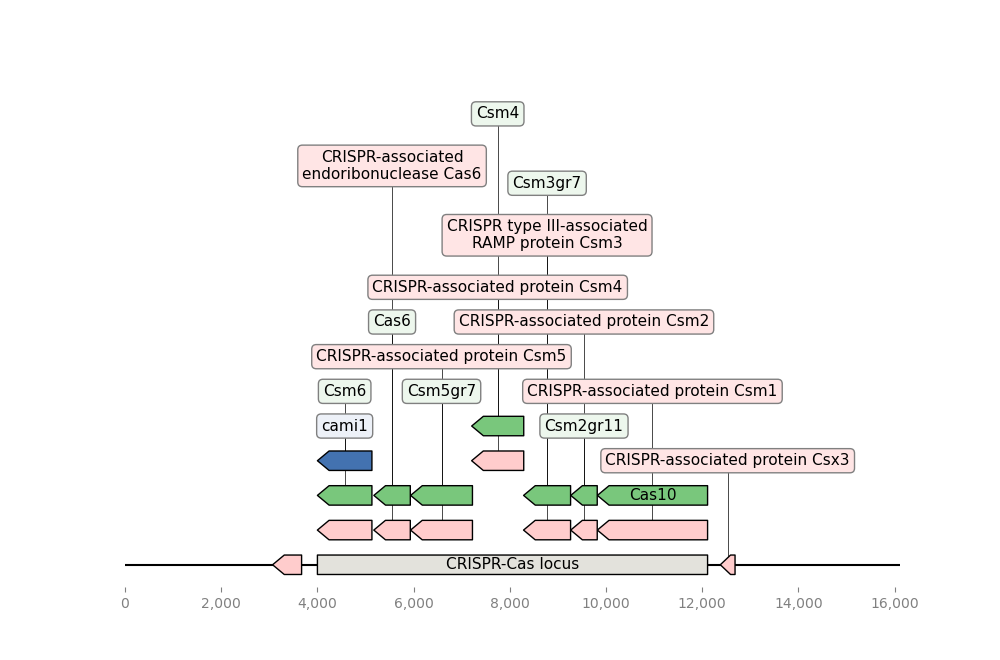 Csm4
CRISPR-associated
endoribonuclease Cas6
Csm3gr7
CRISPR type III-associated
RAMP protein Csm3
CRISPR-associated protein Csm4
Cas6
CRISPR-associated protein Csm2
CRISPR-associated protein Csm5
Csm6
Csm5gr7
CRISPR-associated protein Csm1
cami1
Csm2gr11
CRISPR-associated protein Csx3
Cas10
CRISPR-Cas locus
0
2,000
4,000
6,000
8,000
10,000
12,000
14,000
16,000